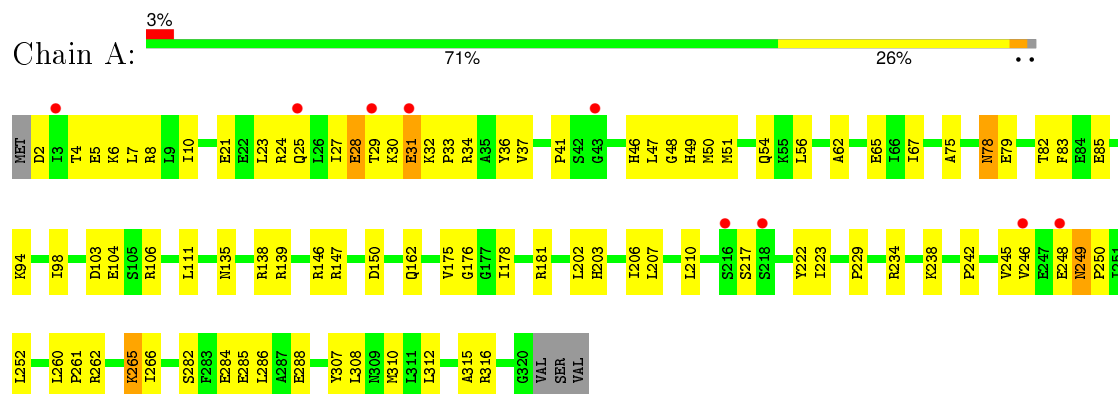 3%
Chain A:
71% 26% • •
MET D2 I3 T4 E5 K6 L7 R8 L9 I10 E21 E22 L23 R24 Q25 L26 I27 E28 T29 K30 E31 K32 P33 R34 A35 Y36 V37 P41 S42 G43 H46 L47 G48 H49 M50 M51 Q54 K55 L56 A62 E65 I66 I67 A75 N78 E79 T82 F83 E84 E85
K94 I98 D103 E104 S105 R106 L111 N135 R138 R139 R146 R147 D150 Q162 V175 G176 G177 I178 R181 L202 H203 I206 L207 L210 S216 S217 S218 Y222 I223 P229 R234 K238 P242 V245 V246 E247 E248 N249 P250 I251
L252 L260 P261 R262 K265 I266 S282 F283 E284 E285 L286 A287 E288 Y307 L308 N309 M310 L311 L312 A315 R316 G320 VAL SER VAL